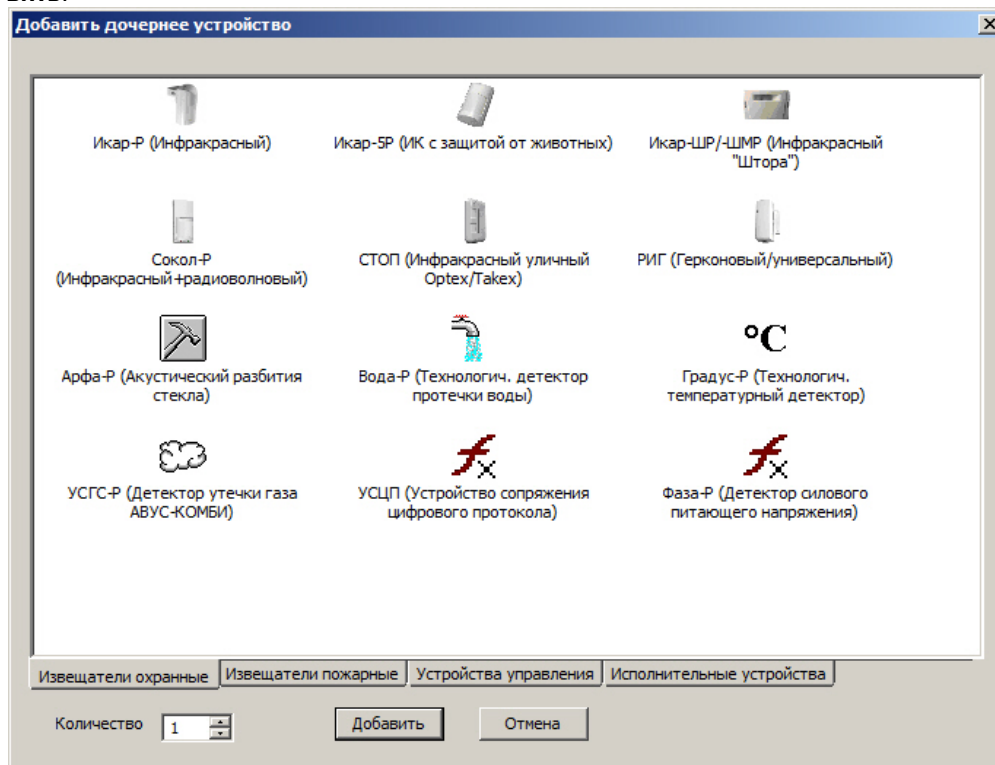 Добавить дочернее устройство
Икар-Р (Инфракрасный)
Икар-5Р (ИК с защитой от животных)
Икар-ШР/-ШМР (Инфракрасный
"Штора")
Сокол-Р
(Инфракрасный+радиоволновый)
СТОП (Инфракрасный уличный
Optex/Takex)
РИГ (Герконовый/универсальный)
°C
Арфа-Р (Акустический разбития
стекла)
Вода-Р (Технологич. детектор
протечки воды)
Градус-Р (Технологич.
температурный детектор)
fx
fx
УСГС-Р (Детектор утечки газа
АВУС-КОМБИ)
УСЦП (Устройство сопряжения
цифрового протокола)
Фаза-Р (Детектор силового
питающего напряжения)
Извещатели охранные
Извещатели пожарные
Устройства управления
Исполнительные устройства
Количество
1
Добавить
Отмена